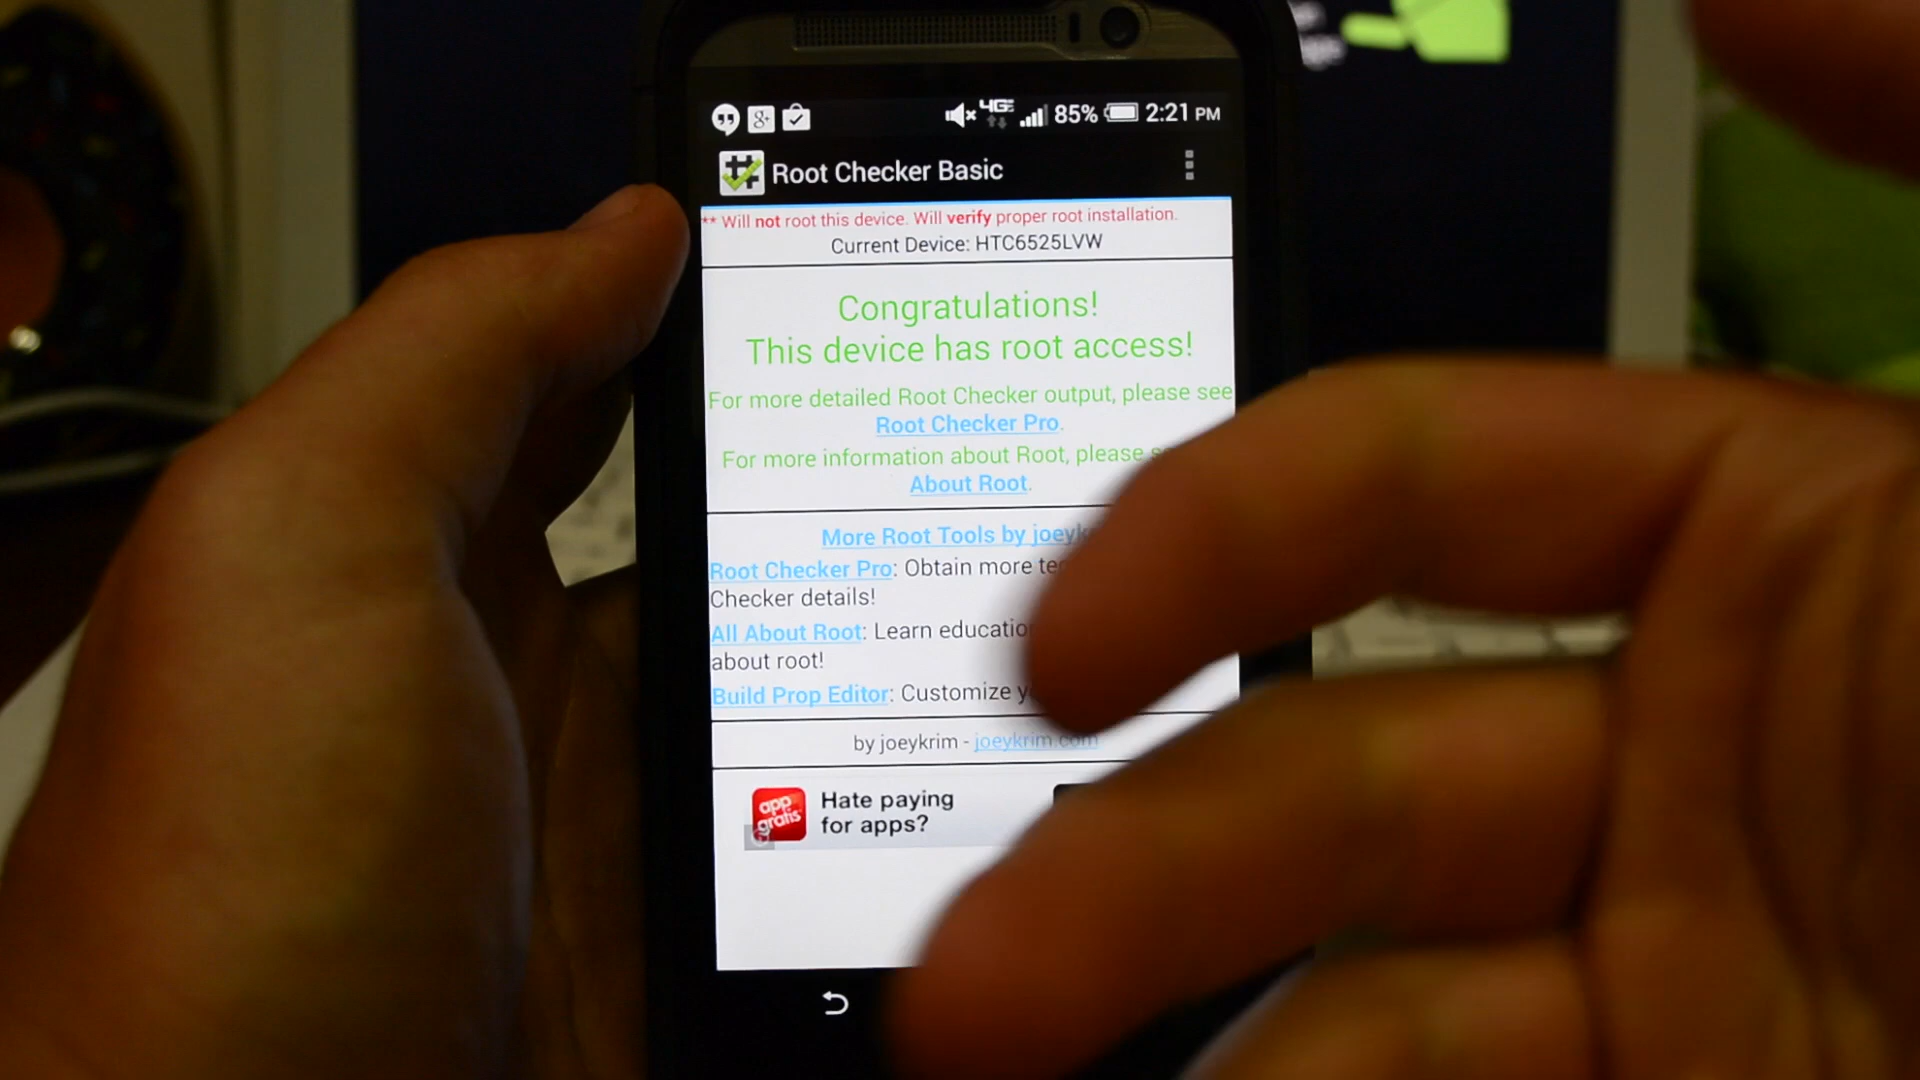 4G 85% 2:21 PM
Root Checker Basic
** Will not root this device. Will verify proper root installation.
Current Device: HTC6525LVW
Congratulations!
This device has root access!
For more detailed Root Checker output, please see
Root Checker Pro.
For more information about Root, please
About Root.
More Root Tools by
Root Checker Pro: Obtain more
Checker details!
All About Root: Learn
about root!
Build Prop Editor: Customize
by joeykrim - joeykrim.com
app gratis
Hate paying
for apps?